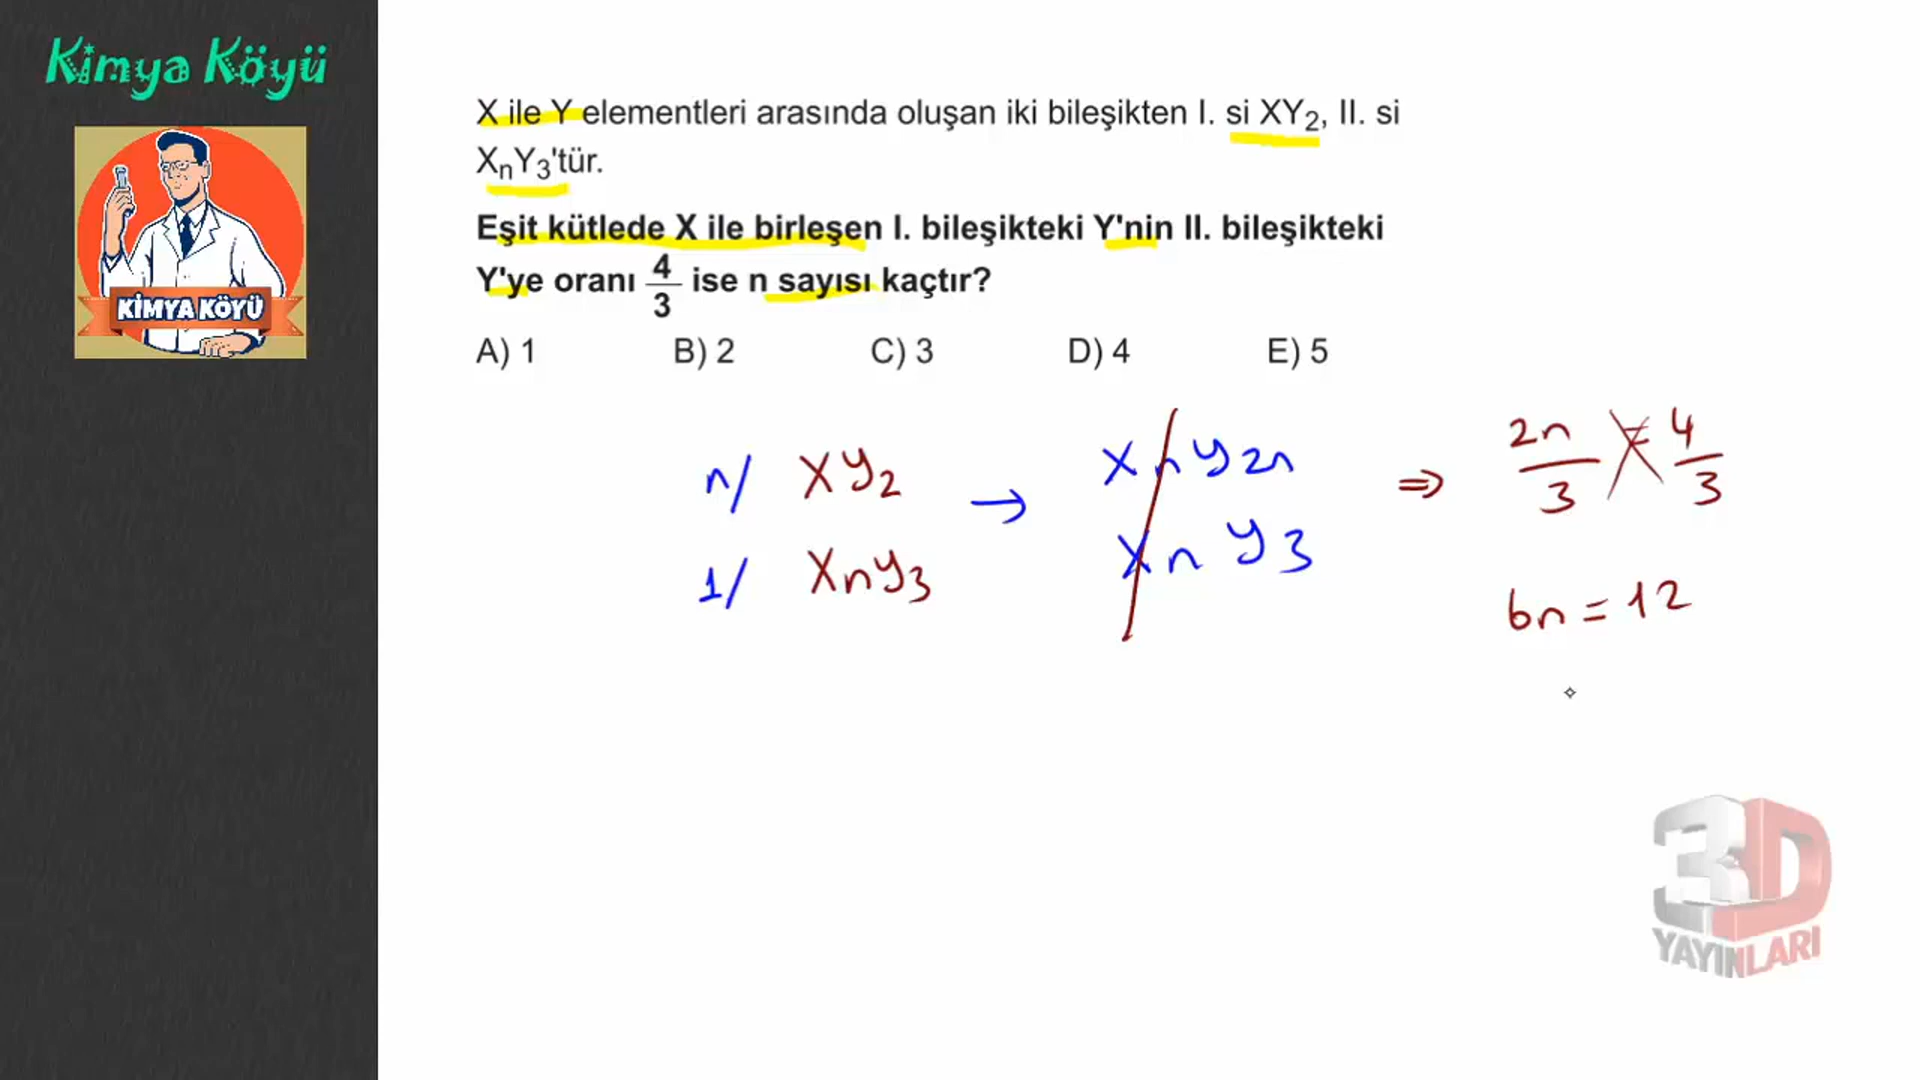 Kimya Köyü
KİMYA KÖYÜ
X ile Y elementleri arasında oluşan iki bileşikten I. si XY₂, II. si
XₙY₃'tür.
Eşit kütlede X ile birleşen I. bileşikteki Y'nin II. bileşikteki
Y'ye oranı 4/3 ise n sayısı kaçtır?
A) 1 B) 2 C) 3 D) 4 E) 5
n/ XY₂ → XnY2n ⇒ 2n/3 = 4/3
1/ XnY₃ XnY3
6n = 12
3D
YAYINLARI